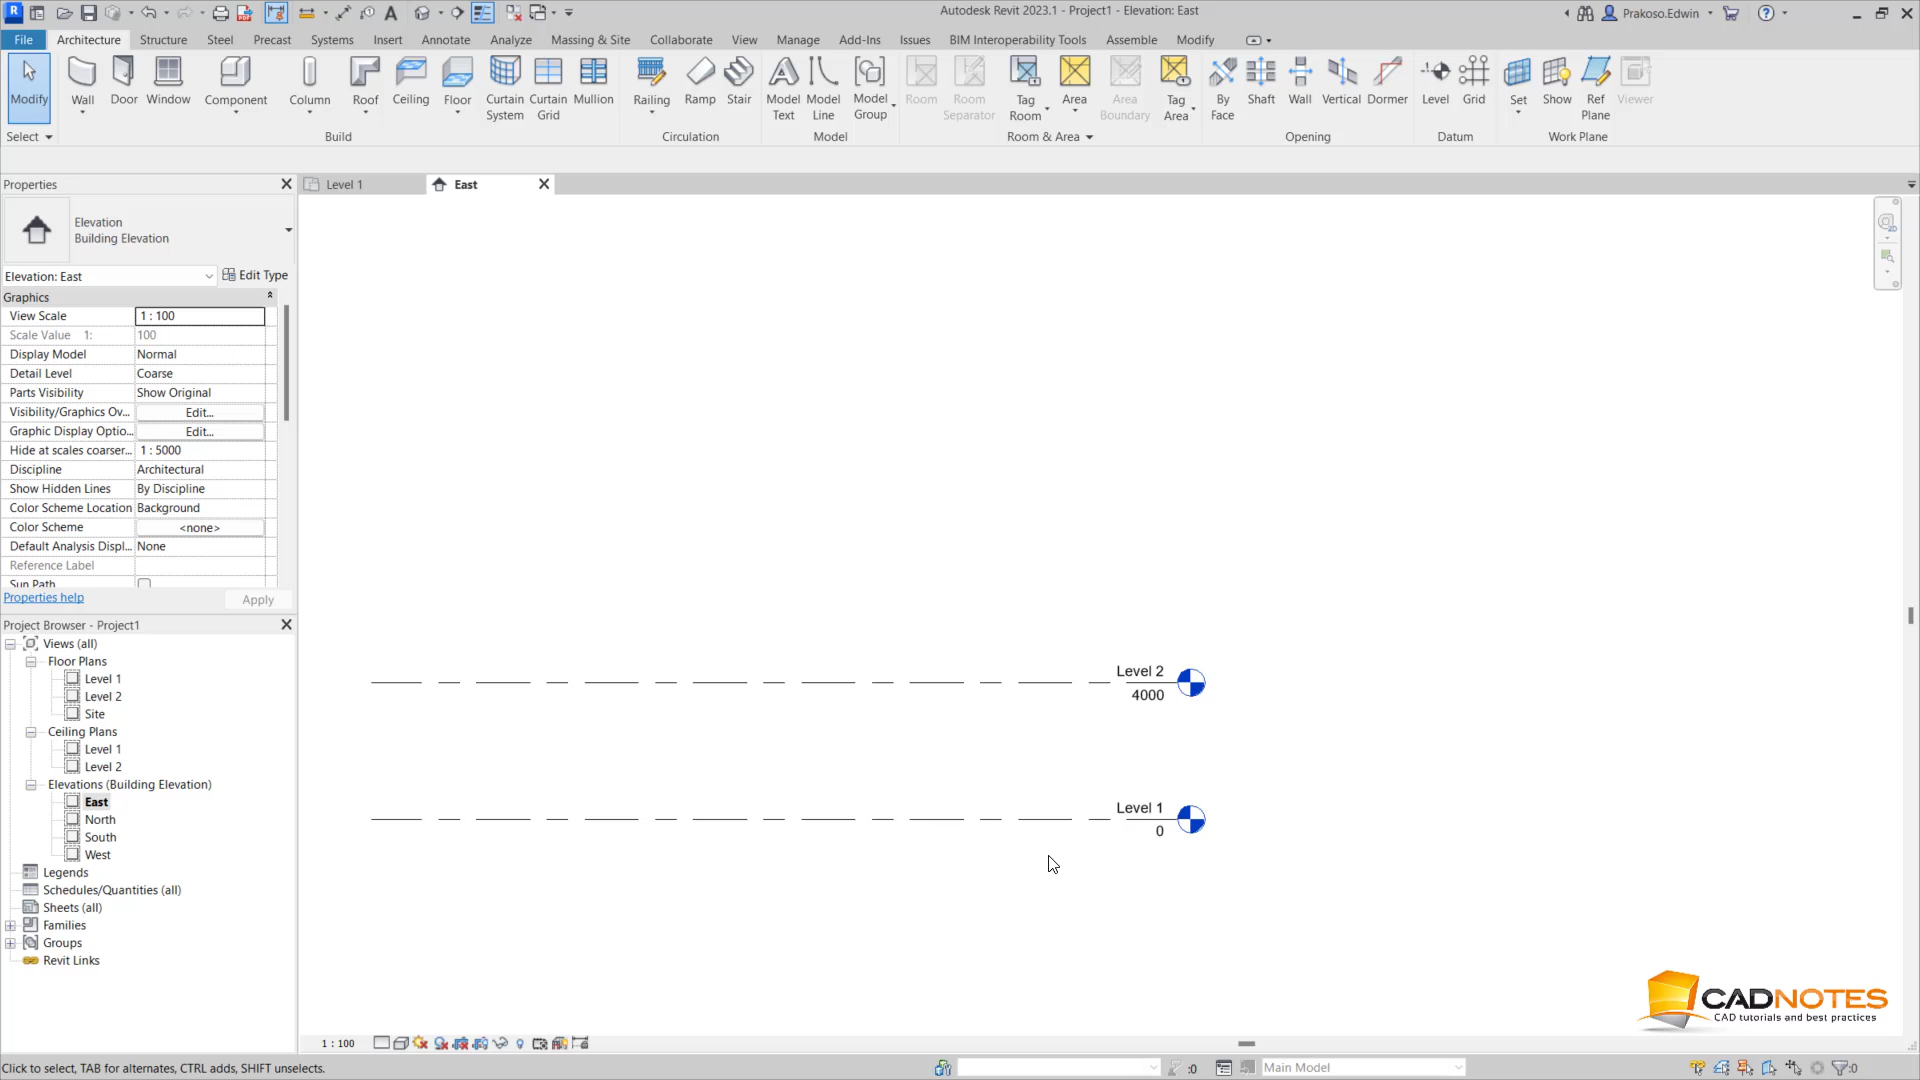 Autodesk Revit 2023.1 - Project1 - Elevation: East
Prakoso.Edwin
File Architecture Structure Steel Precast Systems Insert Annotate Analyze Massing & Site Collaborate View Manage Add-Ins Issues BIM Interoperability Tools Assemble Modify
Modify Wall Door Window Component Column Roof Ceiling Floor Curtain System Curtain Grid Mullion Railing Ramp Stair Model Text Model Line Model Group Room Room Separator Tag Room Area Area Boundary Tag Area By Face Shaft Wall Vertical Dormer Level Grid Set Show Ref Plane Viewer
Select Build Circulation Model Room & Area Opening Datum Work Plane
Properties
Level 1
East
Elevation
Building Elevation
Elevation: East
Edit Type
Graphics
View Scale 1 : 100
Scale Value 1: 100
Display Model Normal
Detail Level Coarse
Parts Visibility Show Original
Visibility/Graphics Ov... Edit...
Graphic Display Optio... Edit...
Hide at scales coarser... 1 : 5000
Discipline Architectural
Show Hidden Lines By Discipline
Color Scheme Location Background
Color Scheme <none>
Default Analysis Displ... None
Reference Label
Sun Path
Properties help
Apply
Project Browser - Project1
Views (all)
Floor Plans
Level 1
Level 2
Site
Ceiling Plans
Level 1
Level 2
Elevations (Building Elevation)
East
North
South
West
Legends
Schedules/Quantities (all)
Sheets (all)
Families
Groups
Revit Links
Level 2
4000
Level 1
0
CADNOTES
CAD tutorials and best practices
1 : 100
Click to select, TAB for alternates, CTRL adds, SHIFT unselects.
:0
Main Model
:0